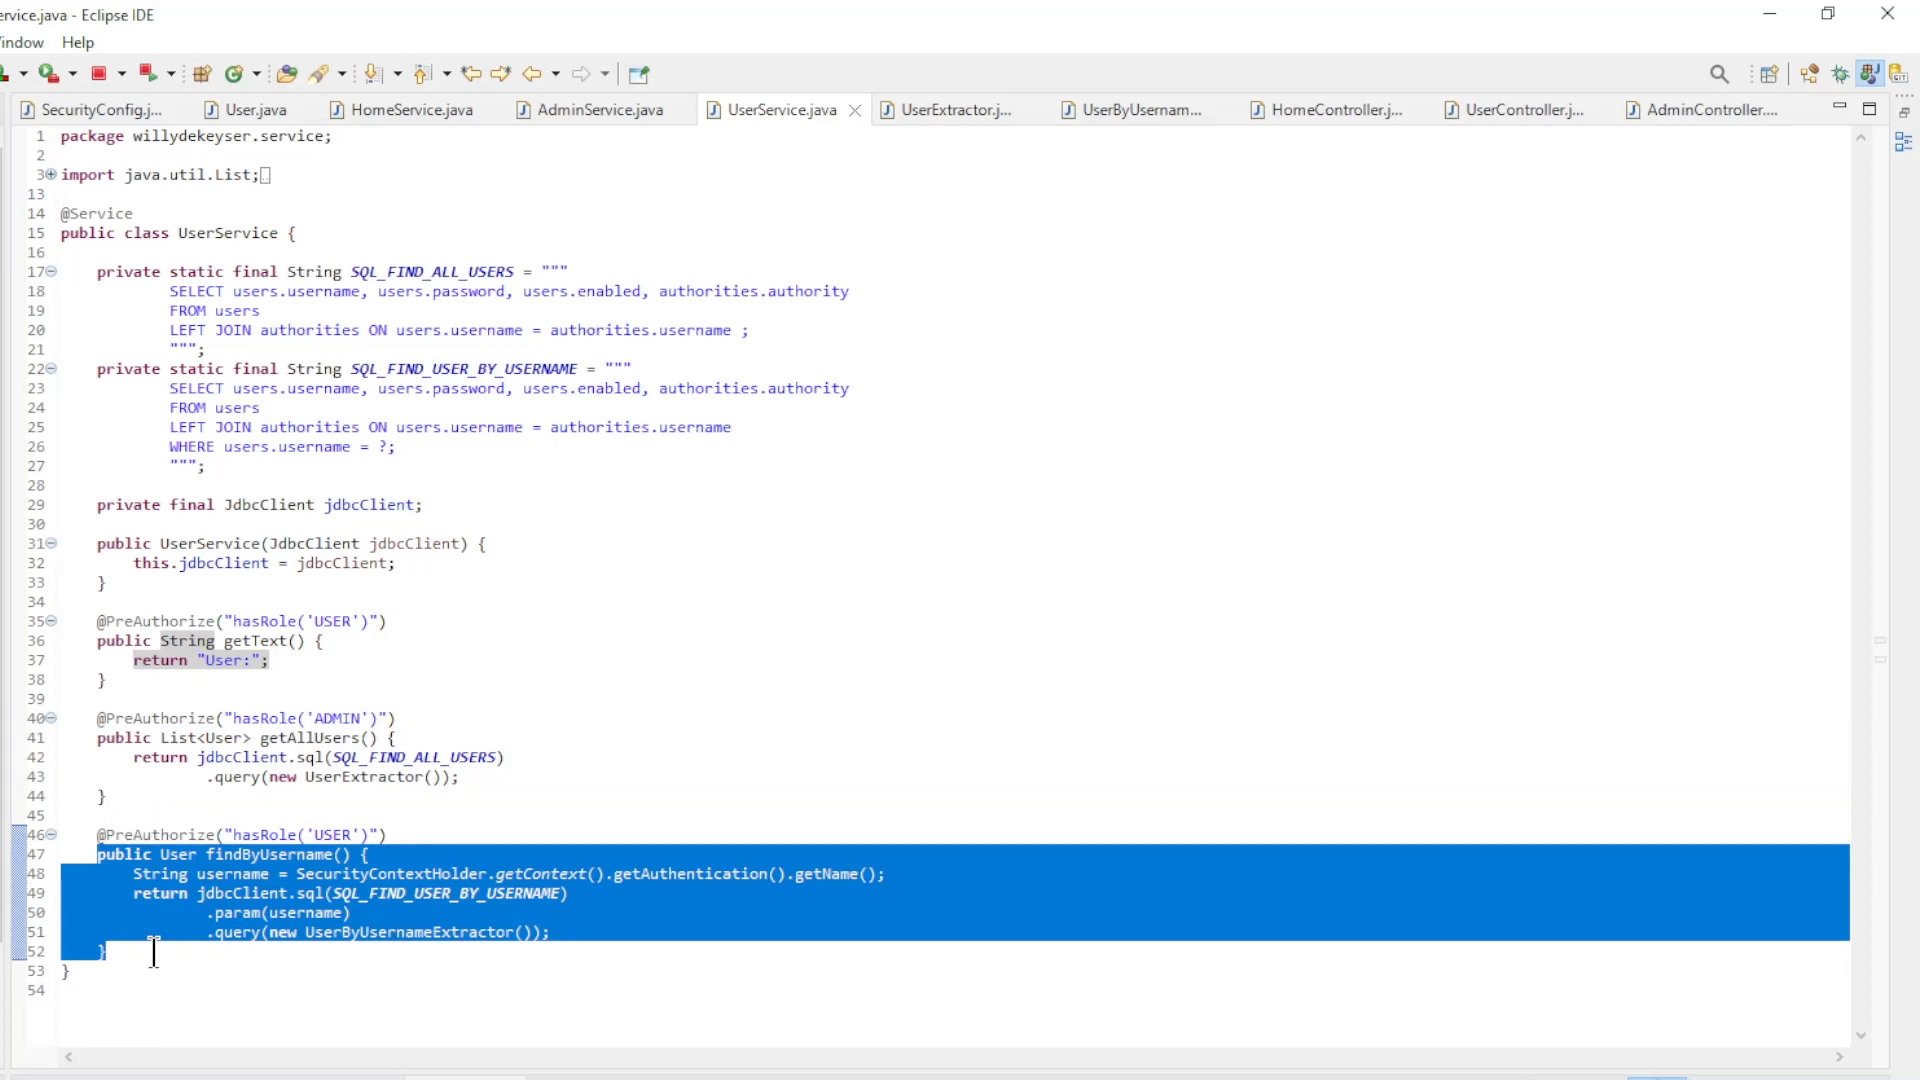 ervice.java - Eclipse IDE
indow Help
SecurityConfig.j... User.java HomeService.java AdminService.java UserService.java UserExtractor.j... UserByUsernam... HomeController.j... UserController.j... AdminController....
1 package willydekeyser.service;
2
3 import java.util.List;
13
14 @Service
15 public class UserService {
16
17 private static final String SQL_FIND_ALL_USERS = """
18 SELECT users.username, users.password, users.enabled, authorities.authority
19 FROM users
20 LEFT JOIN authorities ON users.username = authorities.username ;
21 """;
22 private static final String SQL_FIND_USER_BY_USERNAME = """
23 SELECT users.username, users.password, users.enabled, authorities.authority
24 FROM users
25 LEFT JOIN authorities ON users.username = authorities.username
26 WHERE users.username = ?;
27 """;
28
29 private final JdbcClient jdbcClient;
30
31 public UserService(JdbcClient jdbcClient) {
32 this.jdbcClient = jdbcClient;
33 }
34
35 @PreAuthorize("hasRole('USER')")
36 public String getText() {
37 return "User:";
38 }
39
40 @PreAuthorize("hasRole('ADMIN')")
41 public List<User> getAllUsers() {
42 return jdbcClient.sql(SQL_FIND_ALL_USERS)
43 .query(new UserExtractor());
44 }
45
46 @PreAuthorize("hasRole('USER')")
47 public User findByUsername() {
48 String username = SecurityContextHolder.getContext().getAuthentication().getName();
49 return jdbcClient.sql(SQL_FIND_USER_BY_USERNAME)
50 .param(username)
51 .query(new UserByUsernameExtractor());
52 }
53 }
54